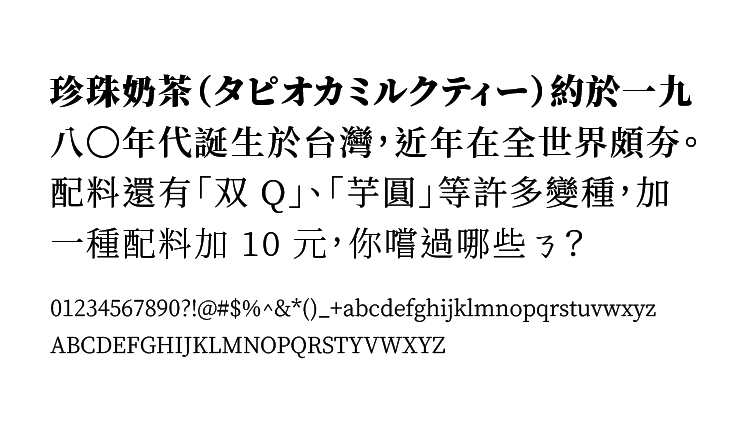 珍珠奶茶（タピオカミルクティー）約於一九
八〇年代誕生於台灣，近年在全世界頗夯。
配料還有「双 Q」、「芋圓」等許多變種，加
一種配料加 10 元，你嚐過哪些ㄋ？
01234567890?!@#$%^&*()_+abcdefghijklmnopqrstuvwxyz
ABCDEFGHIJKLMNOPQRSTYVWXYZ